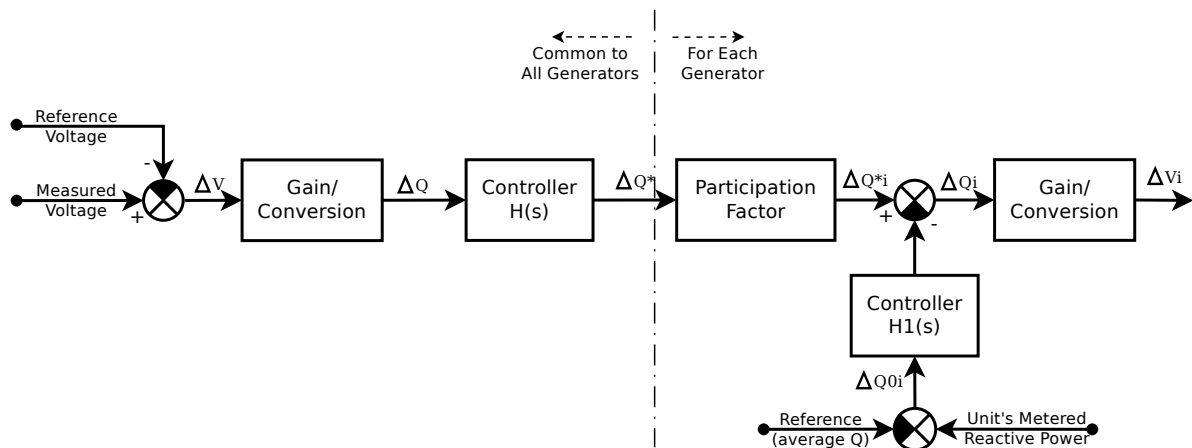 Common to
All Generators
For Each
Generator
Reference
Voltage
-
Measured
Voltage
+
ΔV
Gain/
Conversion
ΔQ
Controller
H(s)
ΔQ*
Participation
Factor
ΔQ*i
+
-
ΔQi
Gain/
Conversion
ΔVi
Controller
H1(s)
ΔQ0i
Reference
(average Q)
Unit's Metered
Reactive Power